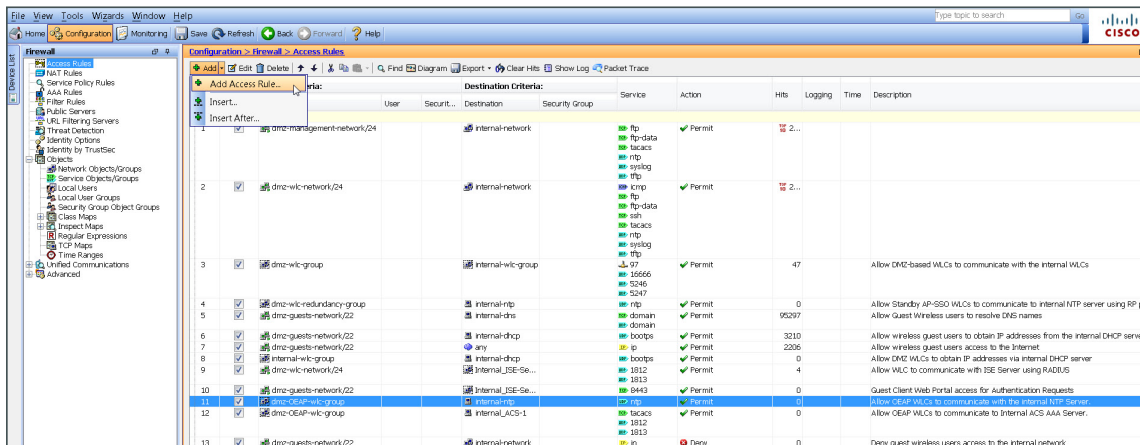 File View Tools Wizards Window Help
Type topic to search
Go
Home Configuration Monitoring Save Refresh Back Forward Help
CISCO
Device List
Firewall
Access Rules
NAT Rules
Service Policy Rules
AAA Rules
Filter Rules
Public Servers
URL Filtering Servers
Threat Detection
Identity Options
Identity by TrustSec
Objects
Network Objects/Groups
Service Objects/Groups
Local Users
Local User Groups
Security Group Object Groups
Class Maps
Inspect Maps
Regular Expressions
TCP Maps
Time Ranges
Unified Communications
Advanced
Configuration > Firewall > Access Rules
Add Edit Delete Find Diagram Export Clear Hits Show Log Packet Trace
Add Access Rule...
Insert...
Insert After...
eria: Destination Criteria: Service Action Hits Logging Time Description
User Securit... Destination Security Group
1 dmz-management-network/24 internal-network ftp Permit 2...
ftp-data
tacacs
ntp
syslog
tftp
2 dmz-wlc-network/24 internal-network icmp Permit 2...
ftp
ftp-data
ssh
tacacs
ntp
syslog
tftp
3 dmz-wlc-group internal-wlc-group 97 Permit 47 Allow DMZ-based WLCs to communicate with the internal WLCs
16666
5246
5247
4 dmz-wlc-redundancy-group internal-ntp ntp Permit 0 Allow Standby AP-SSO WLCs to communicate to internal NTP server using RP
5 dmz-guests-network/22 internal-dns domain Permit 95297 Allow Guest Wireless users to resolve DNS names
domain
6 dmz-guests-network/22 internal-dhcp bootps Permit 3210 Allow wireless guest users to obtain IP addresses from the internal DHCP serve
7 dmz-guests-network/22 any ip Permit 2206 Allow wireless guest users access to the Internet
8 internal-wlc-group internal-dhcp bootps Permit 0 Allow DMZ WLCs to obtain IP addresses via internal DHCP server
9 dmz-wlc-network/24 Internal_ISE-Se... 1812 Permit 4 Allow WLC to communicate with ISE Server using RADIUS
1813
10 dmz-guests-network/22 Internal_ISE-Se... 8443 Permit 0 Guest Client Web Portal access for Authentication Requests
11 dmz-OEAP-wlc-group internal-ntp ntp Permit 0 Allow OEAP WLCs to communicate with the internal NTP Server.
12 dmz-OEAP-wlc-group internal_ACS-1 tacacs Permit 0 Allow OEAP WLCs to communicate to Internal ACS AAA Server.
1812
1813
13 dmz-guests-network/22 internal-network ip Deny 0 Deny guest wireless users access to the internal network